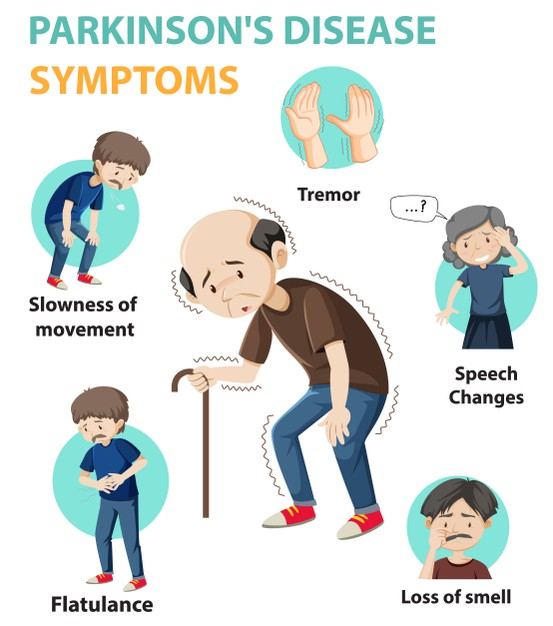 PARKINSON'S DISEASE
SYMPTOMS
Tremor
...?
Slowness of
movement
Speech
Changes
Flatulance
Loss of smell